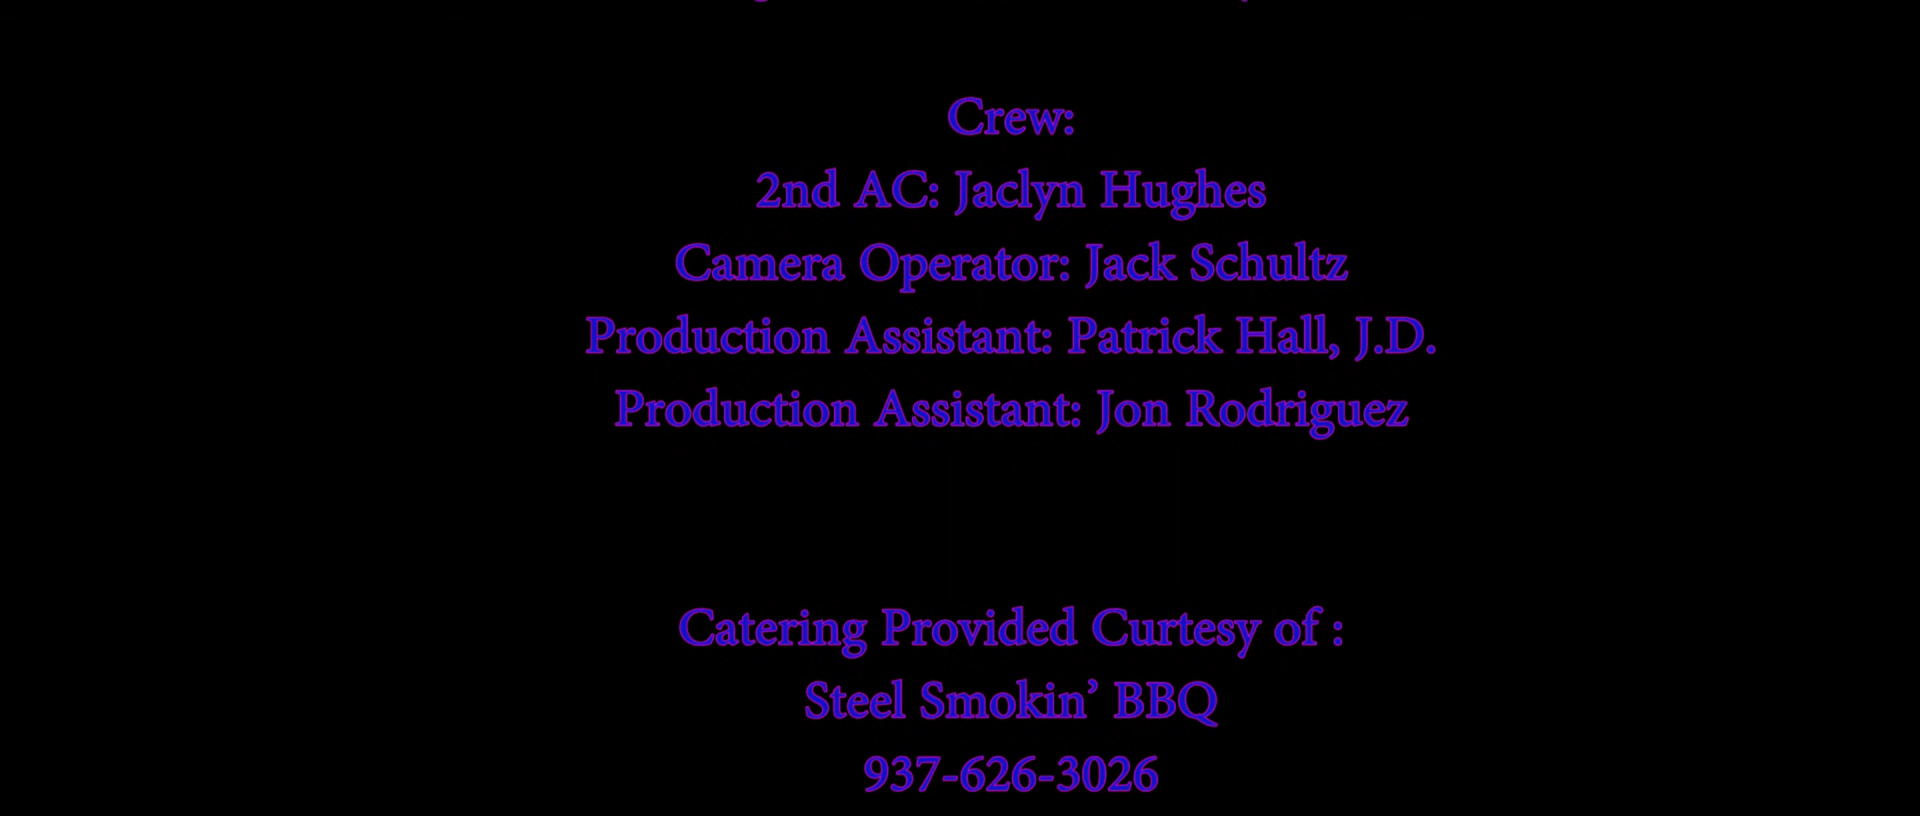 Crew:
2nd AC: Jaclyn Hughes
Camera Operator: Jack Schultz
Production Assistant: Patrick Hall, J.D.
Production Assistant: Jon Rodriguez
Catering Provided Curtesy of :
Steel Smokin’ BBQ
937-626-3026